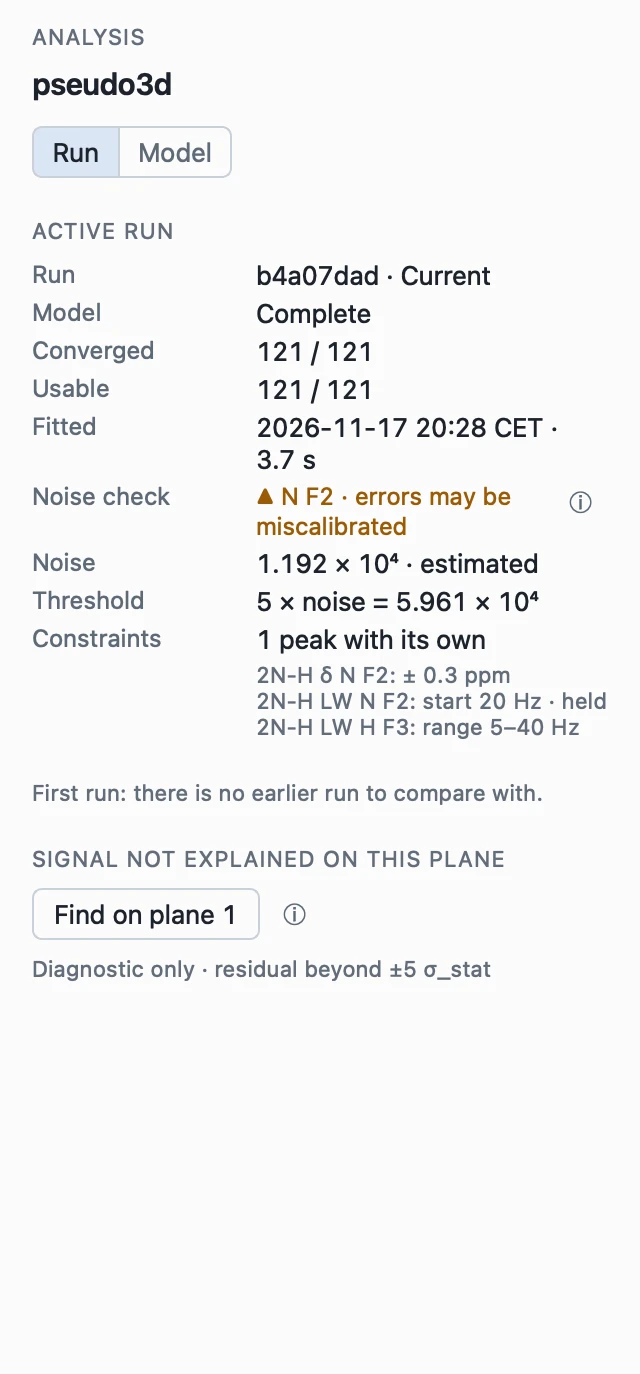 ANALYSIS
pseudo3d
Run Model
ACTIVE RUN
Run b4a07dad · Current
Model Complete
Converged 121 / 121
Usable 121 / 121
Fitted 2026-11-17 20:28 CET ·
3.7 s
Noise check ▲ N F2 · errors may be ⓘ
miscalibrated
Noise 1.192 × 10⁴ · estimated
Threshold 5 × noise = 5.961 × 10⁴
Constraints 1 peak with its own
2N-H δ N F2: ± 0.3 ppm
2N-H LW N F2: start 20 Hz · held
2N-H LW H F3: range 5–40 Hz
First run: there is no earlier run to compare with.
SIGNAL NOT EXPLAINED ON THIS PLANE
Find on plane 1 ⓘ
Diagnostic only · residual beyond ±5 σ_stat